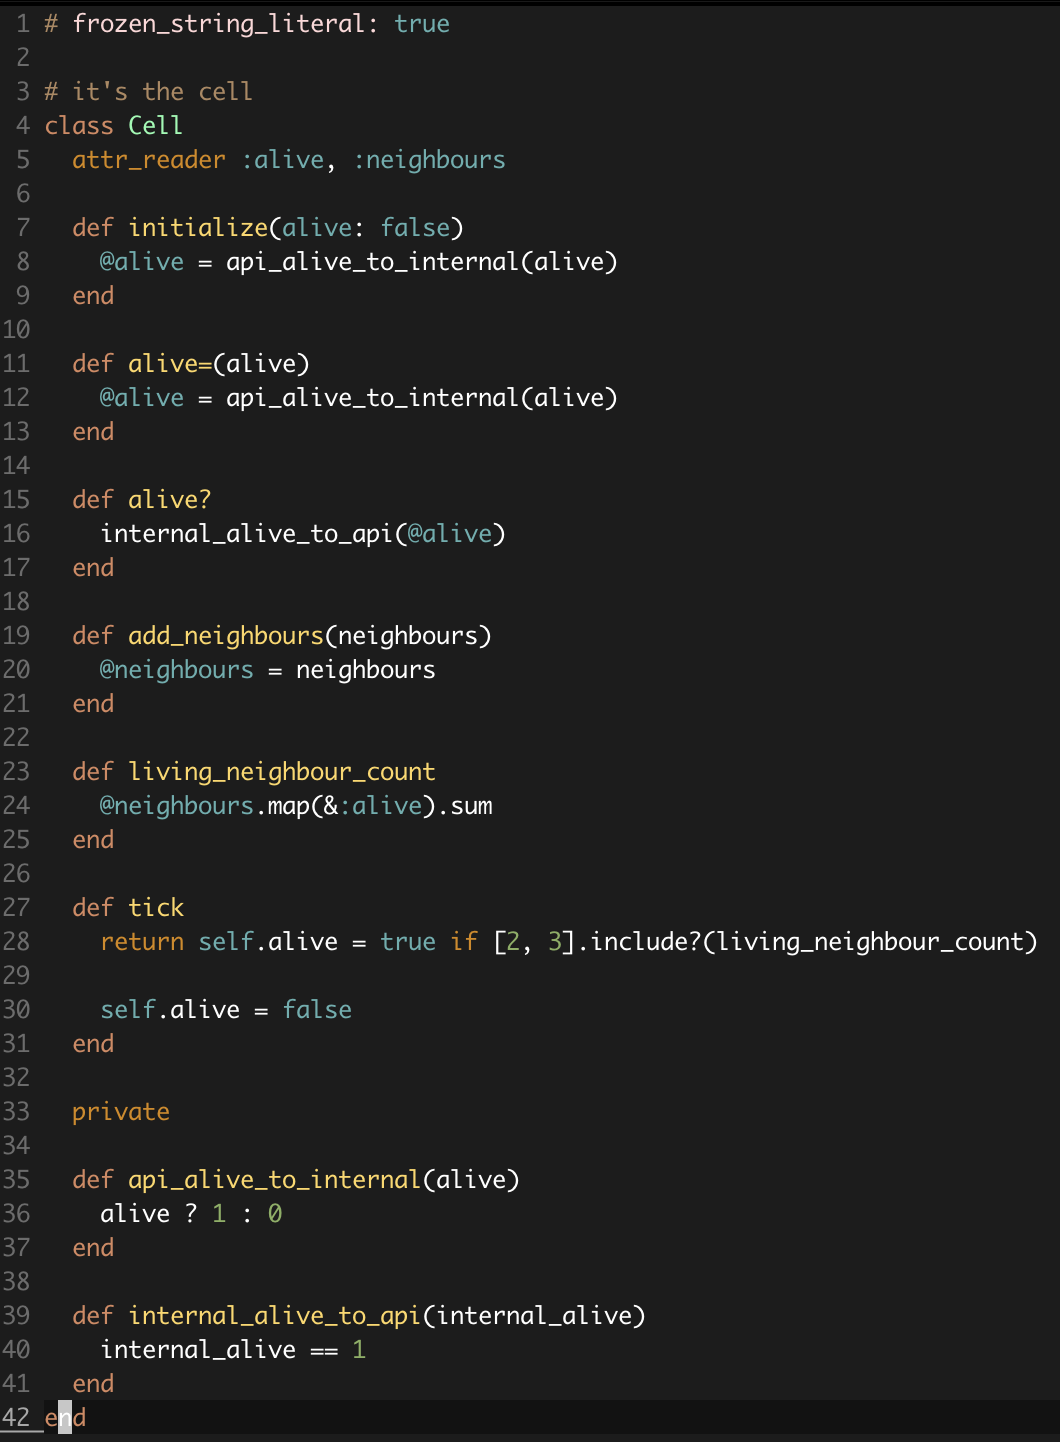 1 # frozen_string_literal: true
2
3 # it's the cell
4 class Cell
5   attr_reader :alive, :neighbours
6
7   def initialize(alive: false)
8     @alive = api_alive_to_internal(alive)
9   end
10
11   def alive=(alive)
12     @alive = api_alive_to_internal(alive)
13   end
14
15   def alive?
16     internal_alive_to_api(@alive)
17   end
18
19   def add_neighbours(neighbours)
20     @neighbours = neighbours
21   end
22
23   def living_neighbour_count
24     @neighbours.map(&:alive).sum
25   end
26
27   def tick
28     return self.alive = true if [2, 3].include?(living_neighbour_count)
29
30     self.alive = false
31   end
32
33   private
34
35   def api_alive_to_internal(alive)
36     alive ? 1 : 0
37   end
38
39   def internal_alive_to_api(internal_alive)
40     internal_alive == 1
41   end
42 end